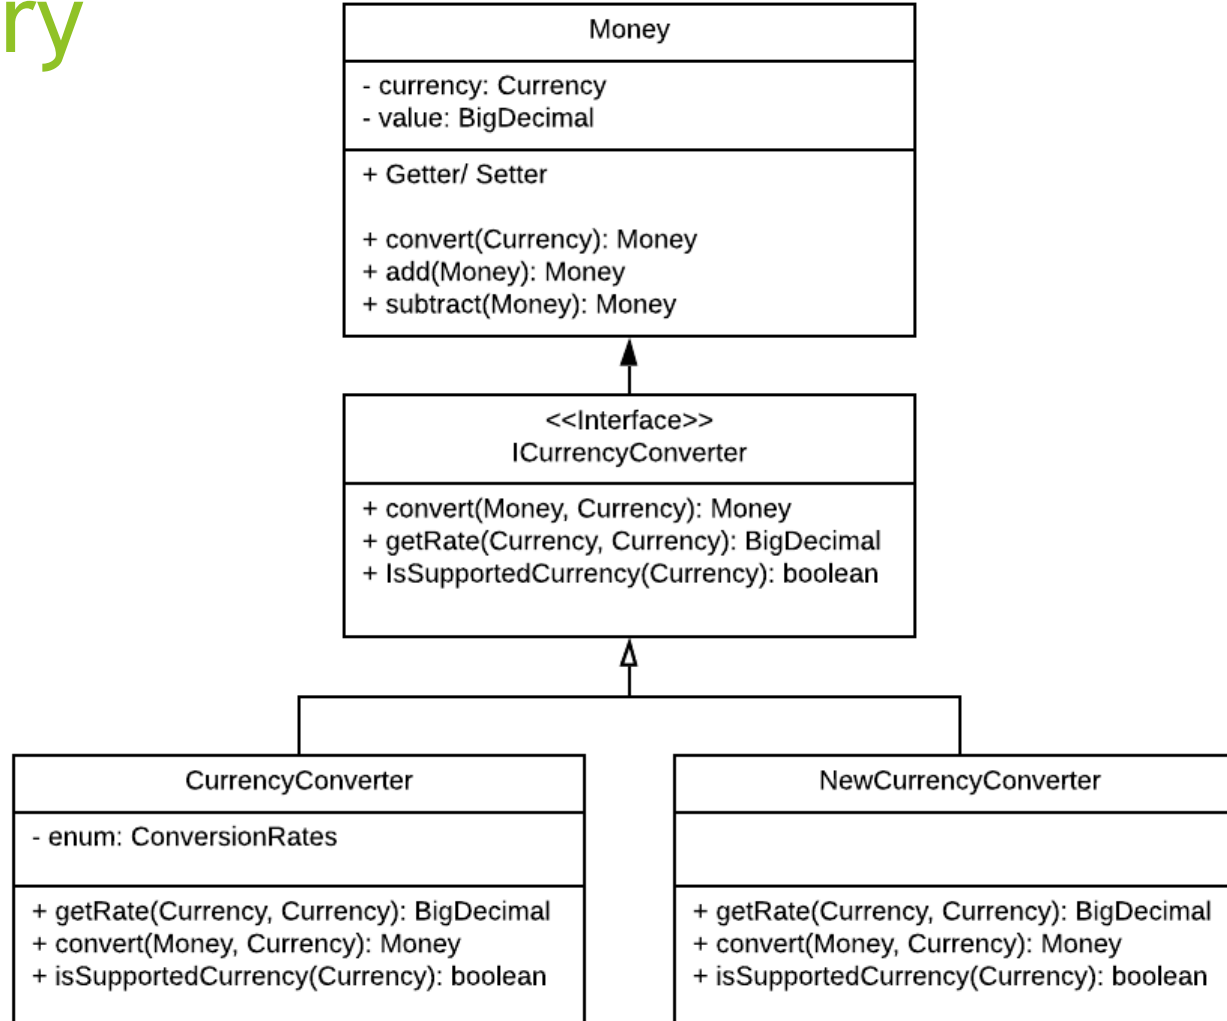 ry
Money
- currency: Currency
- value: BigDecimal
+ Getter/ Setter
+ convert(Currency): Money
+ add(Money): Money
+ subtract(Money): Money
<<Interface>>
ICurrencyConverter
+ convert(Money, Currency): Money
+ getRate(Currency, Currency): BigDecimal
+ IsSupportedCurrency(Currency): boolean
CurrencyConverter
- enum: ConversionRates
+ getRate(Currency, Currency): BigDecimal
+ convert(Money, Currency): Money
+ isSupportedCurrency(Currency): boolean
NewCurrencyConverter
+ getRate(Currency, Currency): BigDecimal
+ convert(Money, Currency): Money
+ isSupportedCurrency(Currency): boolean